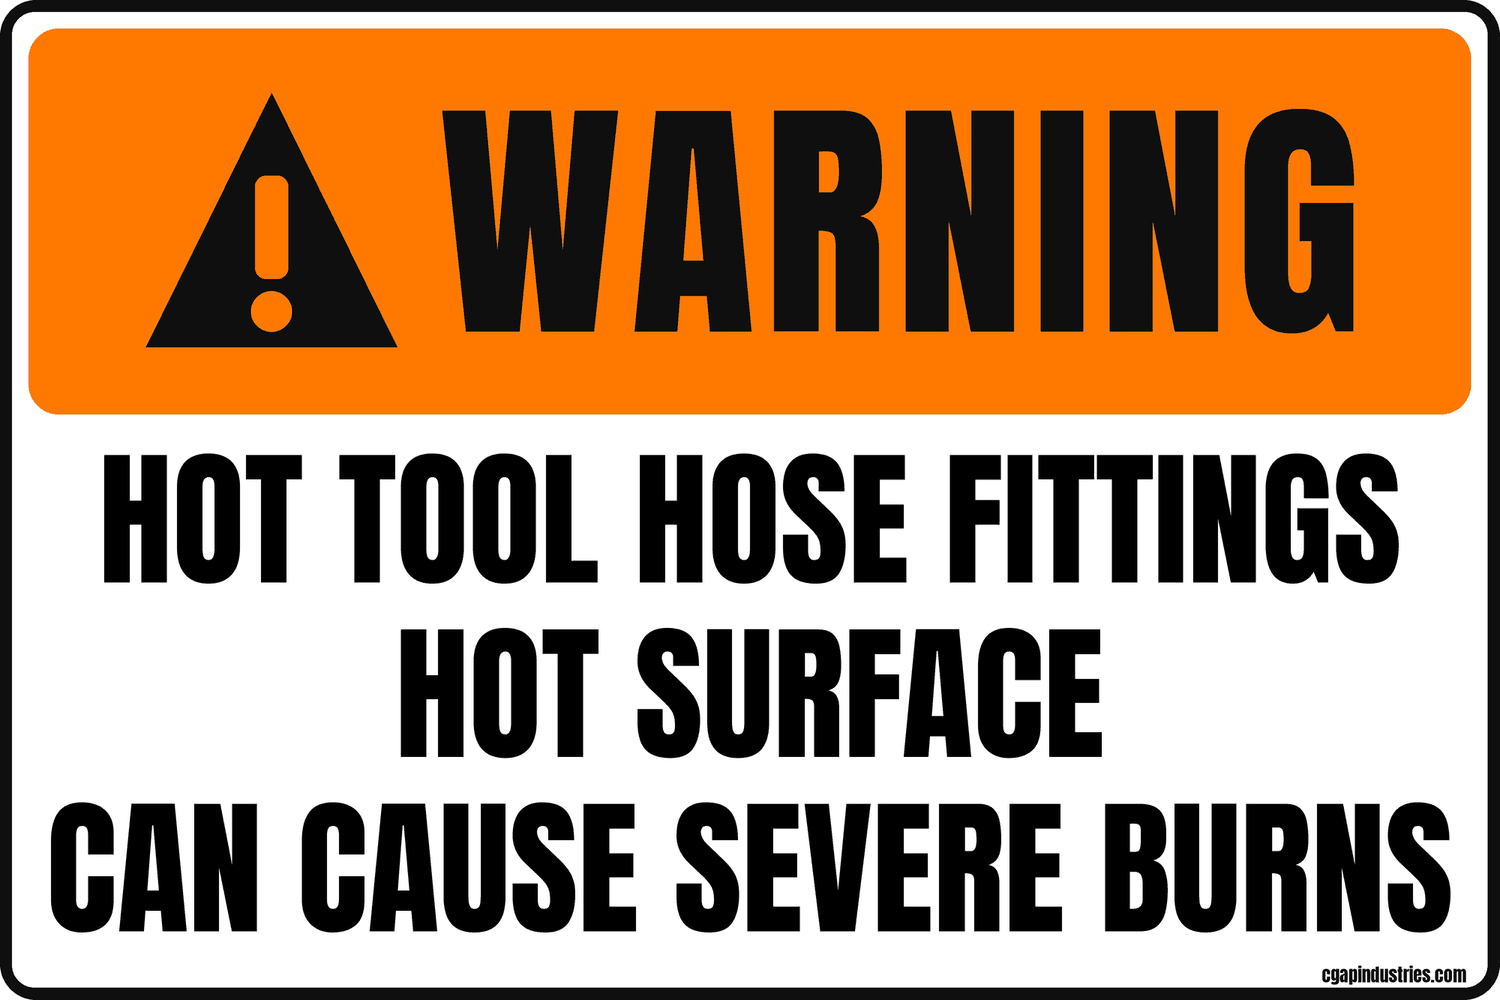 WARNING
HOT TOOL HOSE FITTINGS
HOT SURFACE
CAN CAUSE SEVERE BURNS
cgapindustries.com